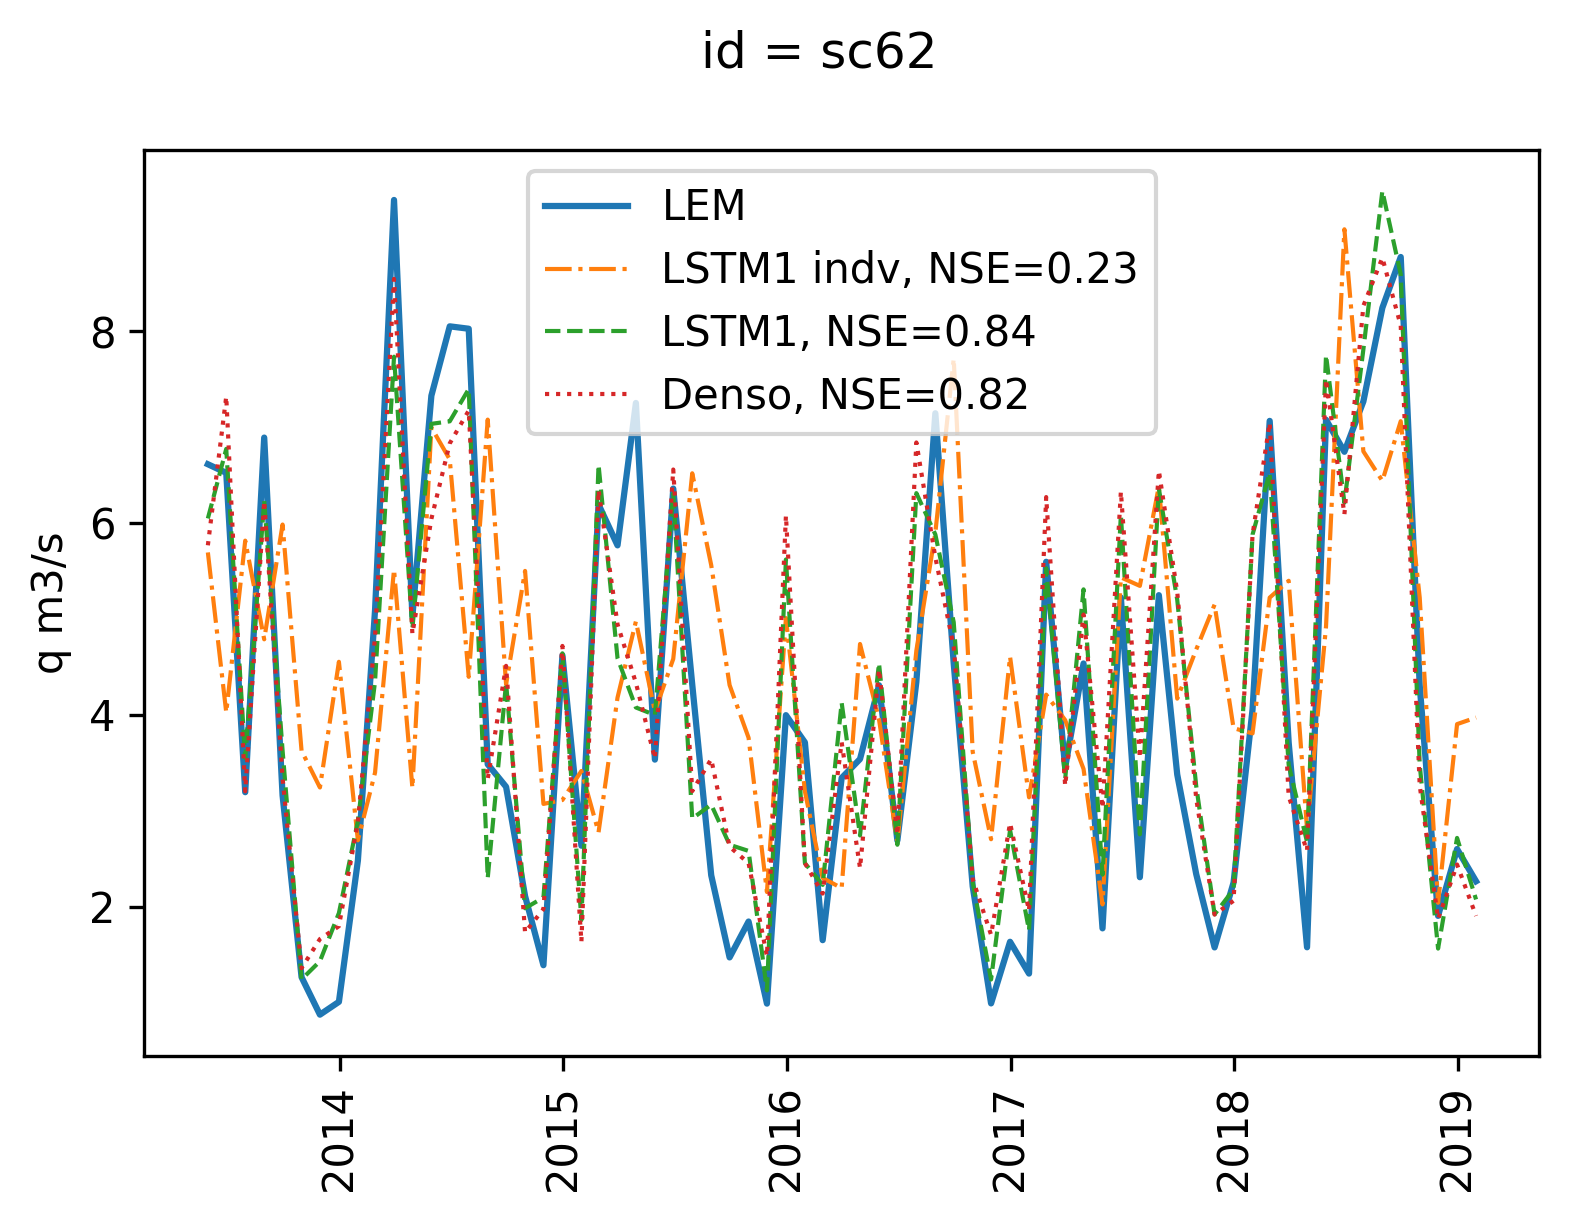 id = sc62
LEM
LSTM1 indv, NSE=0.23
LSTM1, NSE=0.84
Denso, NSE=0.82
q m3/s
8
6
4
2
2014
2015
2016
2017
2018
2019